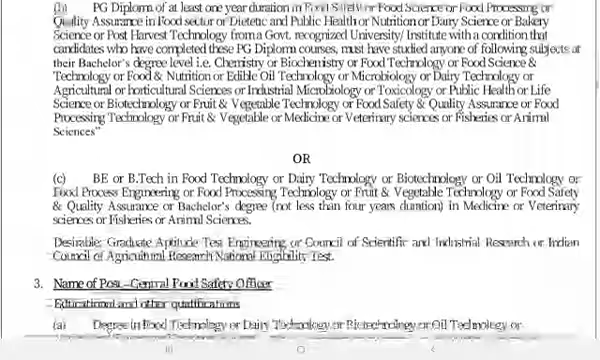 (b) PG Diploma of at least one year duration in Food Safety or Food Science or Food Processing or
Quality Assurance in Food sector or Dietetic and Public Health or Nutrition or Dairy Science or Bakery
Science or Post Harvest Technology from a Govt. recognized University/ Institute with a condition that
candidates who have completed these PG Diploma courses, must have studied anyone of following subjects at
their Bachelor's degree level i.e. Chemistry or Biochemistry or Food Technology or Food Science &
Technology or Food & Nutrition or Edible Oil Technology or Microbiology or Dairy Technology or
Agricultural or horticultural Sciences or Industrial Microbiology or Toxicology or Public Health or Life
Science or Biotechnology or Fruit & Vegetable Technology or Food Safety & Quality Assurance or Food
Processing Technology or Fruit & Vegetable or Medicine or Veterinary sciences or Fisheries or Animal
Sciences"
OR
(c) BE or B.Tech in Food Technology or Dairy Technology or Biotechnology or Oil Technology or
Food Process Engineering or Food Processing Technology or Fruit & Vegetable Technology or Food Safety
& Quality Assurance or Bachelor's degree (not less than four years duration) in Medicine or Veterinary
sciences or Fisheries or Animal Sciences.
Desirable: Graduate Aptitude Test Engineering or Council of Scientific and Industrial Research or Indian
Council of Agricultural Research National Eligibility Test.
3. Name of Post – Central Food Safety Officer
Educational and other qualifications
(a) Degree in Food Technology or Dairy Technology or Biotechnology or Oil Technology or